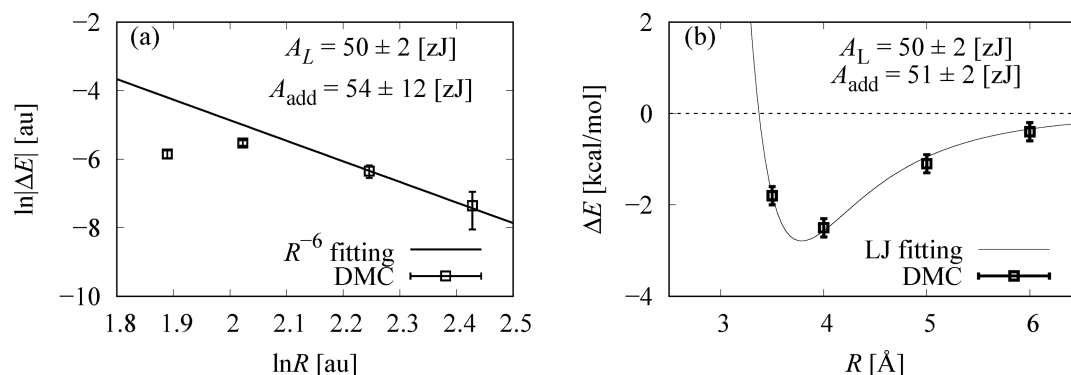 (a)
A_L = 50 ± 2 [zJ]
A_add = 54 ± 12 [zJ]
ln|ΔE| [au]
−2
−4
−6
−8
−10
R⁻⁶ fitting
DMC
1.8 1.9 2 2.1 2.2 2.3 2.4 2.5
lnR [au]
(b)
A_L = 50 ± 2 [zJ]
A_add = 51 ± 2 [zJ]
ΔE [kcal/mol]
2
0
−2
−4
LJ fitting
DMC
3 4 5 6
R [Å]